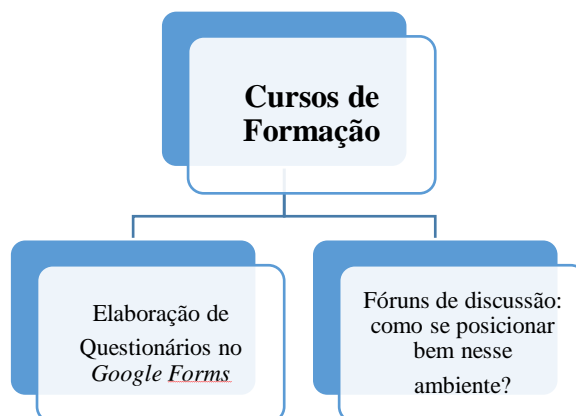 Cursos de
Formação
Elaboração de
Questionários no
Google Forms
Fóruns de discussão:
como se posicionar
bem nesse
ambiente?